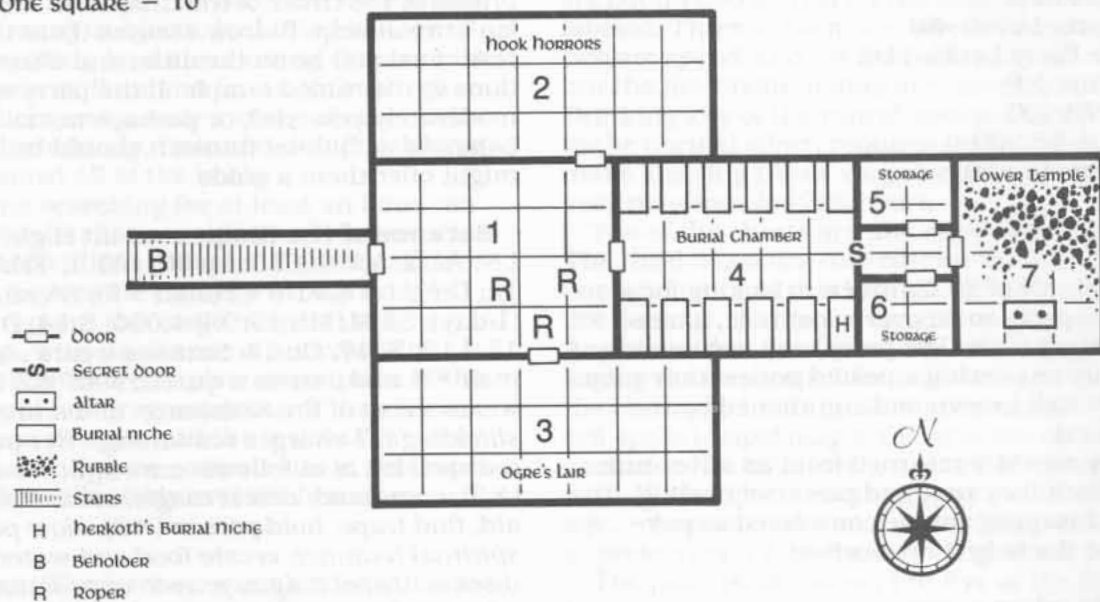 One square = 10'
hook horrors
2
Storage
Lower Temple
5
1
Burial Chamber
B
S
4
7
R
R
6
R
H
Storage
Door
S Secret door
Altar
Burial niche
3
Rubble
Ogre's Lair
N
Stairs
H Henrarth's Burial Niche
B Beholder
R Roper